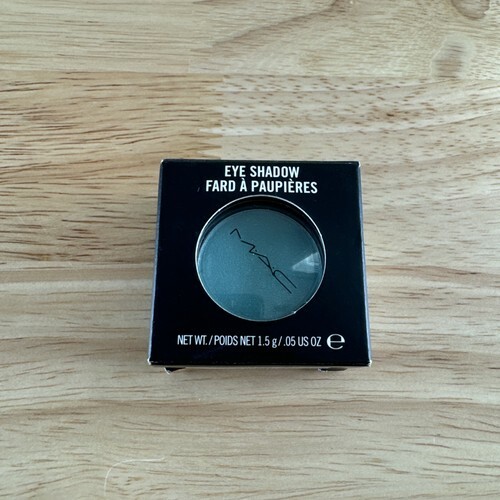 EYE SHADOW
FARD À PAUPIÈRES
MAC
NET WT./POIDS NET 1.5 g/.05 US OZ ℮